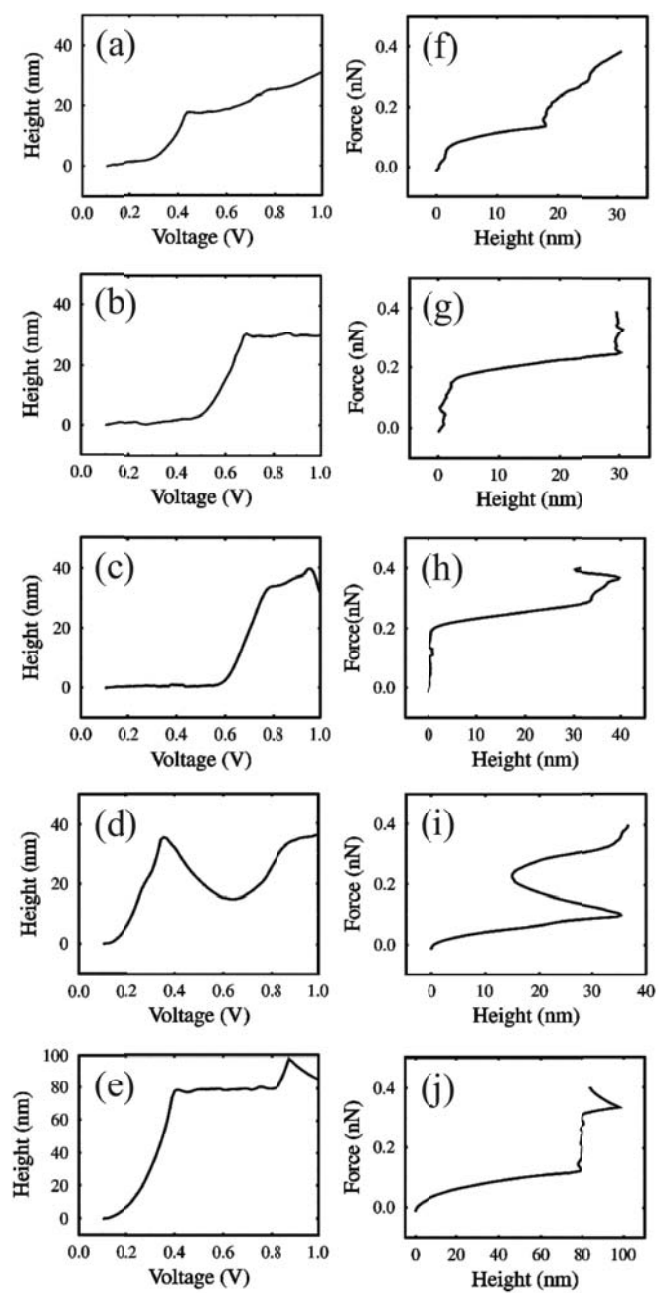 (a)
Height (nm)
40
20
0
0.0 0.2 0.4 0.6 0.8 1.0
Voltage (V)
(f)
Force (nN)
0.4
0.2
0.0
0 10 20 30
Height (nm)
(b)
Height (nm)
40
20
0
0.0 0.2 0.4 0.6 0.8 1.0
Voltage (V)
(g)
Force (nN)
0.4
0.2
0.0
0 10 20 30
Height (nm)
(c)
Height (nm)
40
20
0
0.0 0.2 0.4 0.6 0.8 1.0
Voltage (V)
(h)
Force(nN)
0.4
0.2
0.0
0 10 20 30 40
Height (nm)
(d)
Height (nm)
40
20
0
0.0 0.2 0.4 0.6 0.8 1.0
Voltage (V)
(i)
Force (nN)
0.4
0.2
0.0
0 10 20 30 40
Height (nm)
(e)
Height (nm)
100
80
60
40
20
0
0.0 0.2 0.4 0.6 0.8 1.0
Voltage (V)
(j)
Force (nN)
0.4
0.2
0.0
0 20 40 60 80 100
Height (nm)